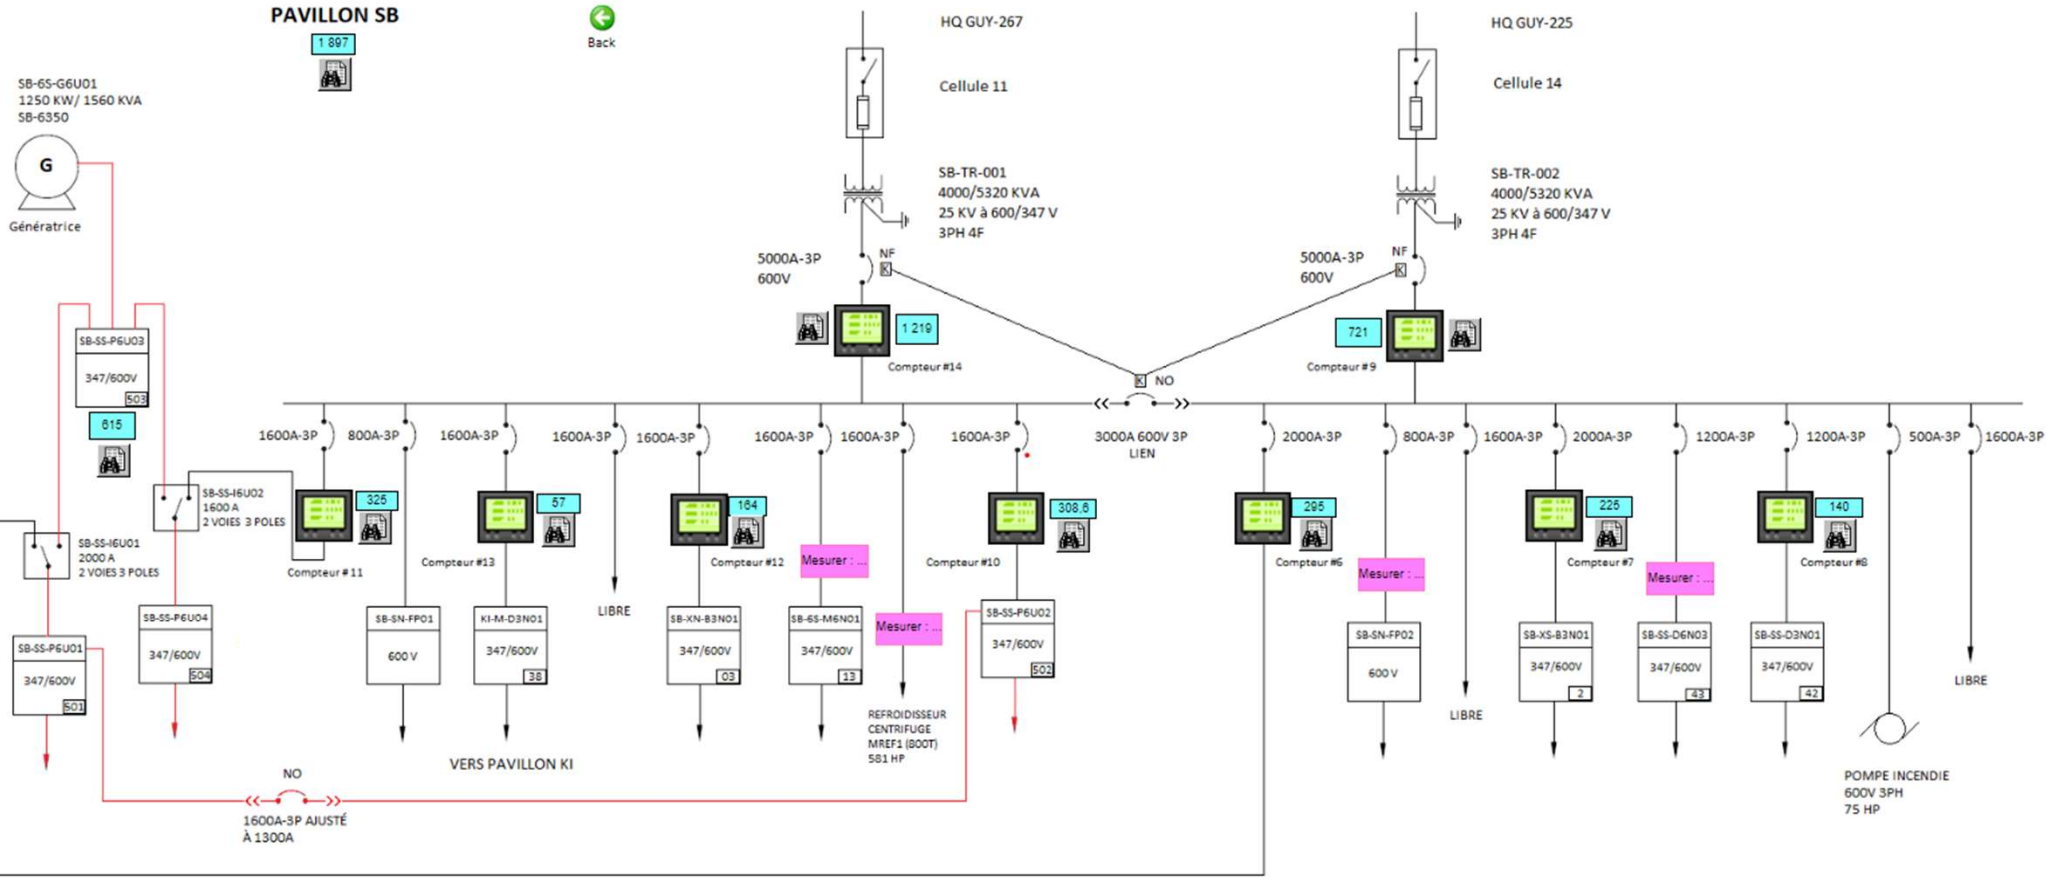 PAVILLON SB
1 897
Back
HQ GUY-267
HQ GUY-225
SB-6S-G6U01
1250 KW/ 1560 KVA
SB-6350
G
Génératrice
Cellule 11
Cellule 14
SB-TR-001
4000/5320 KVA
25 KV à 600/347 V
3PH 4F
SB-TR-002
4000/5320 KVA
25 KV à 600/347 V
3PH 4F
5000A-3P
600V
NF
K
5000A-3P
600V
NF
K
1 219
Compteur #14
721
Compteur #9
K NO
SB-SS-P6U03
347/600V
503
615
1600A-3P
800A-3P
1600A-3P
1600A-3P
1600A-3P
1600A-3P
1600A-3P
1600A-3P
3000A 600V 3P
LIEN
2000A-3P
800A-3P
1600A-3P
2000A-3P
1200A-3P
1200A-3P
500A-3P
1600A-3P
SB-SS-I6U02
1600 A
2 VOIES 3 POLES
SB-SS-I6U01
2000 A
2 VOIES 3 POLES
325
Compteur #11
57
Compteur #13
164
Compteur #12
308,6
Compteur #10
295
Compteur #6
225
Compteur #7
140
Compteur #8
Mesurer : ...
Mesurer : ...
Mesurer : ...
Mesurer : ...
SB-SS-P6U01
347/600V
501
SB-SS-P6U04
347/600V
504
SB-SN-FP01
600 V
KI-M-D3N01
347/600V
38
LIBRE
SB-XN-B3N01
347/600V
03
SB-6S-M6N01
347/600V
13
SB-SS-P6U02
347/600V
502
SB-SN-FP02
600 V
LIBRE
SB-XS-B3N01
347/600V
2
SB-SS-D6N03
347/600V
43
SB-SS-D3N01
347/600V
42
LIBRE
REFROIDISSEUR
CENTRIFUGE
MREF1 (800T)
581 HP
VERS PAVILLON KI
POMPE INCENDIE
600V 3PH
75 HP
NO
1600A-3P AJUSTÉ
À 1300A